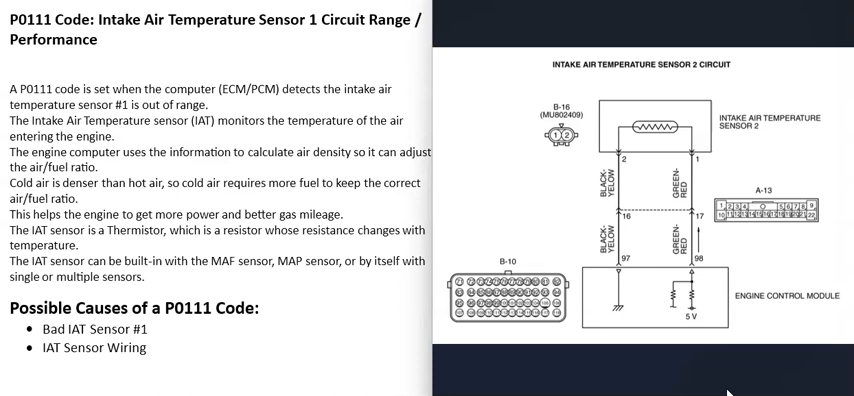 P0111 Code: Intake Air Temperature Sensor 1 Circuit Range /
Performance
A P0111 code is set when the computer (ECM/PCM) detects the intake air
temperature sensor #1 is out of range.
The Intake Air Temperature sensor (IAT) monitors the temperature of the air
entering the engine.
The engine computer uses the information to calculate air density so it can adjust
the air/fuel ratio.
Cold air is denser than hot air, so cold air requires more fuel to keep the correct
air/fuel ratio.
This helps the engine to get more power and better gas mileage.
The IAT sensor is a Thermistor, which is a resistor whose resistance changes with
temperature.
The IAT sensor can be built-in with the MAF sensor, MAP sensor, or by itself with
single or multiple sensors.
Possible Causes of a P0111 Code:
• Bad IAT Sensor #1
• IAT Sensor Wiring
INTAKE AIR TEMPERATURE SENSOR 2 CIRCUIT
B-16
(MU802409)
1 2
INTAKE AIR TEMPERATURE
SENSOR 2
2 1
BLACK-
YELOW
GREEN-
RED
A-13
16 17
BLACK-
YELOW
GREEN-
RED
97 98
B-10
ENGINE CONTROL MODULE
5 V